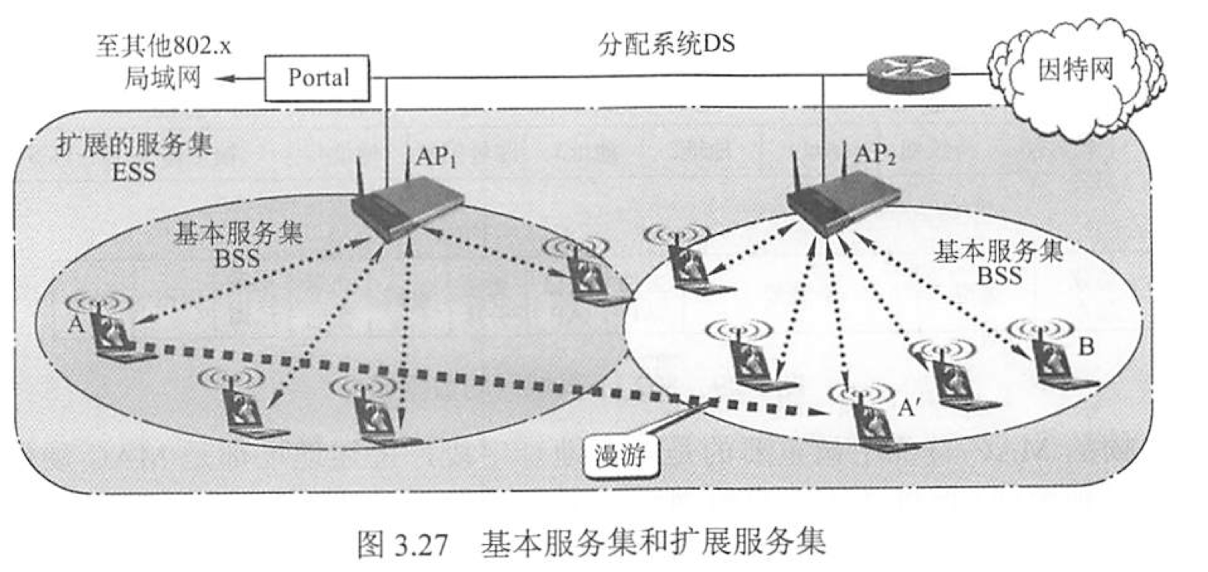 至其他802.x
局域网
Portal
分配系统DS
因特网
扩展的服务集
ESS
AP₁
AP₂
基本服务集
BSS
基本服务集
BSS
A
B
A′
漫游
图 3.27 基本服务集和扩展服务集